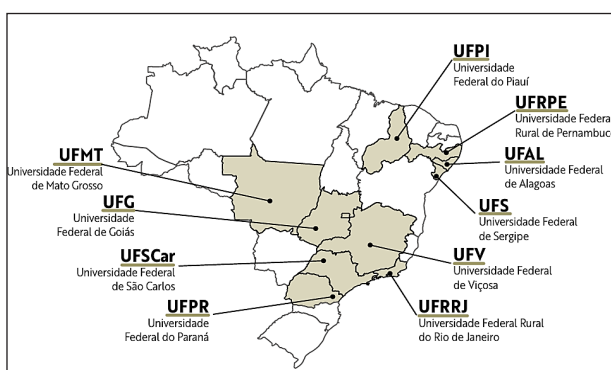 UFPI
Universidade
Federal do Piauí
UFRPE
Universidade Federa
Rural de Pernambuco
UFAL
Universidade Federal
de Alagoas
UFS
Universidade Federal
de Sergipe
UFV
Universidade Federal
de Viçosa
UFRRJ
Universidade Federal Rural
do Rio de Janeiro
UFMT
Universidade Federal
de Mato Grosso
UFG
Universidade
Federal de Goiás
UFSCar
Universidade Federal
de São Carlos
UFPR
Universidade
Federal do Paraná